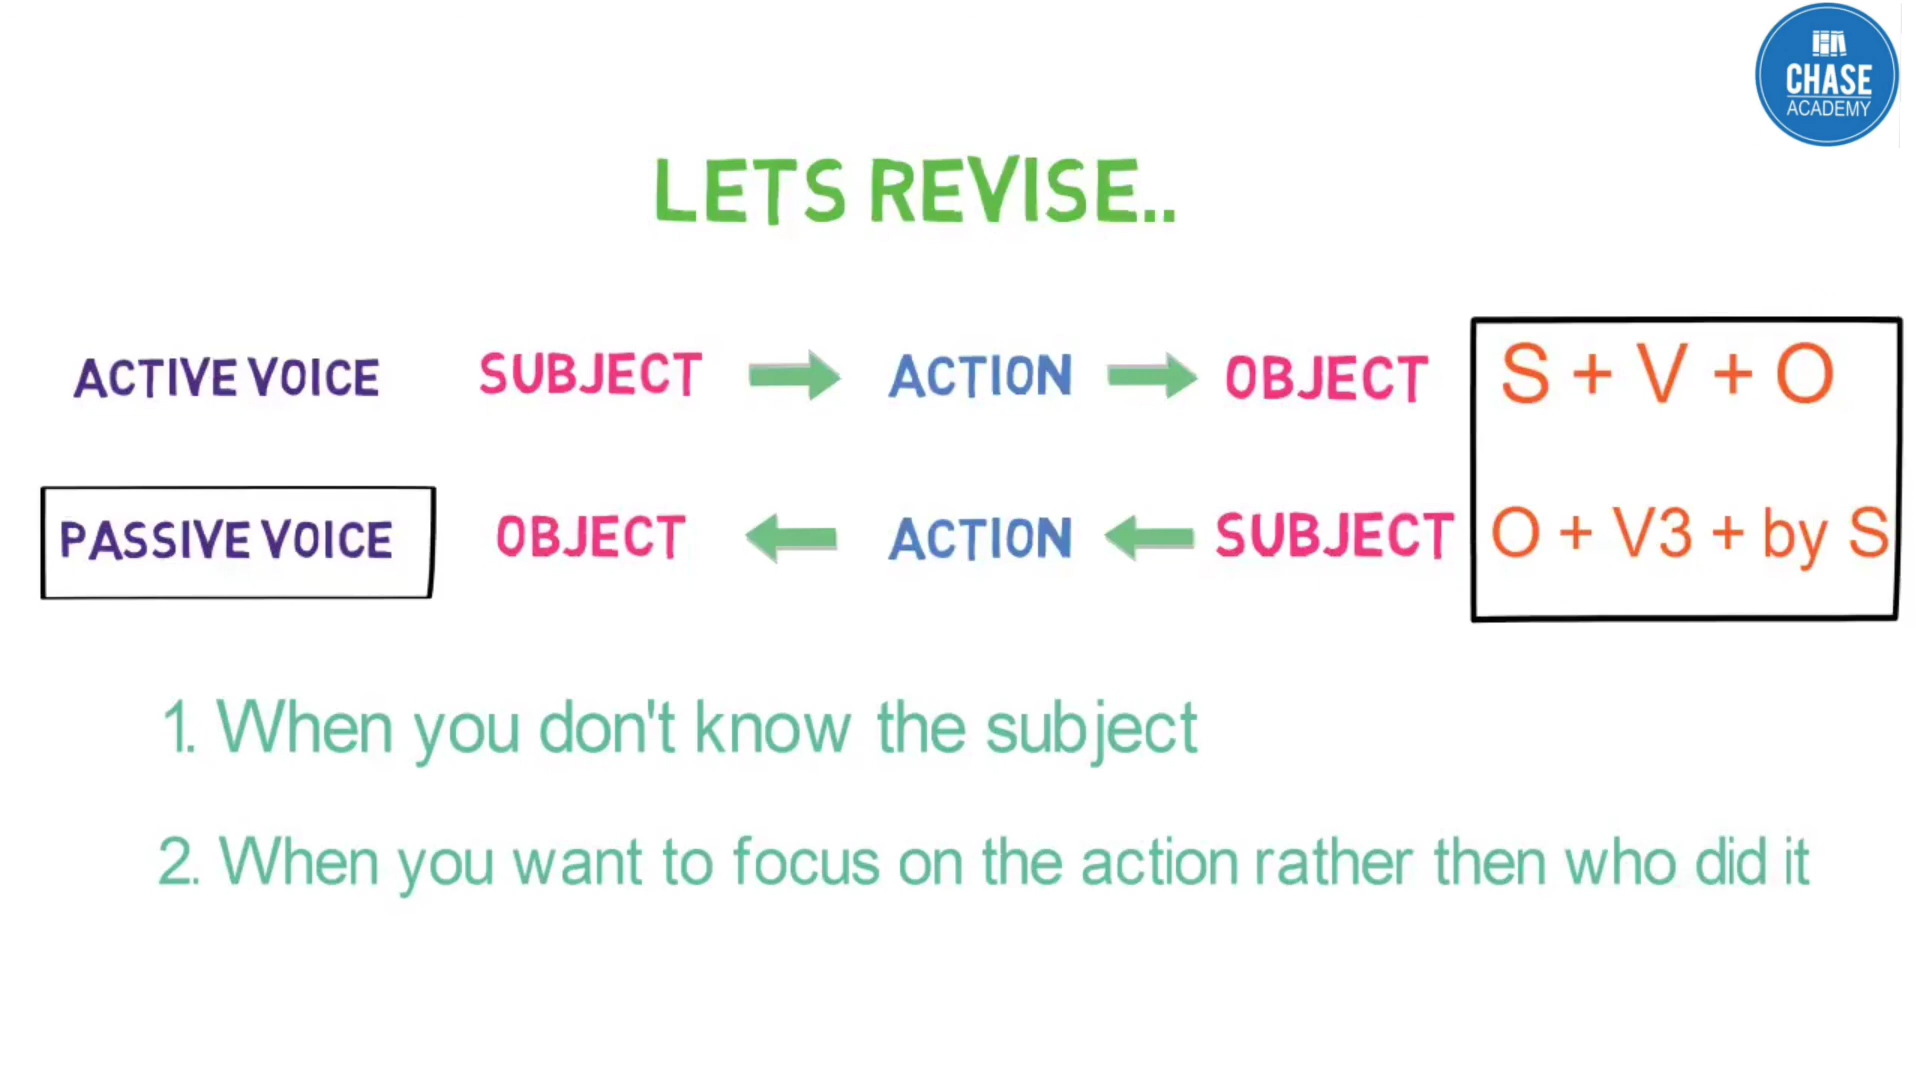 CHASE
ACADEMY
LETS REVISE..
ACTIVE VOICE SUBJECT ACTION OBJECT S + V + O
PASSIVE VOICE OBJECT ACTION SUBJECT O + V3 + by S
1. When you don't know the subject
2. When you want to focus on the action rather then who did it